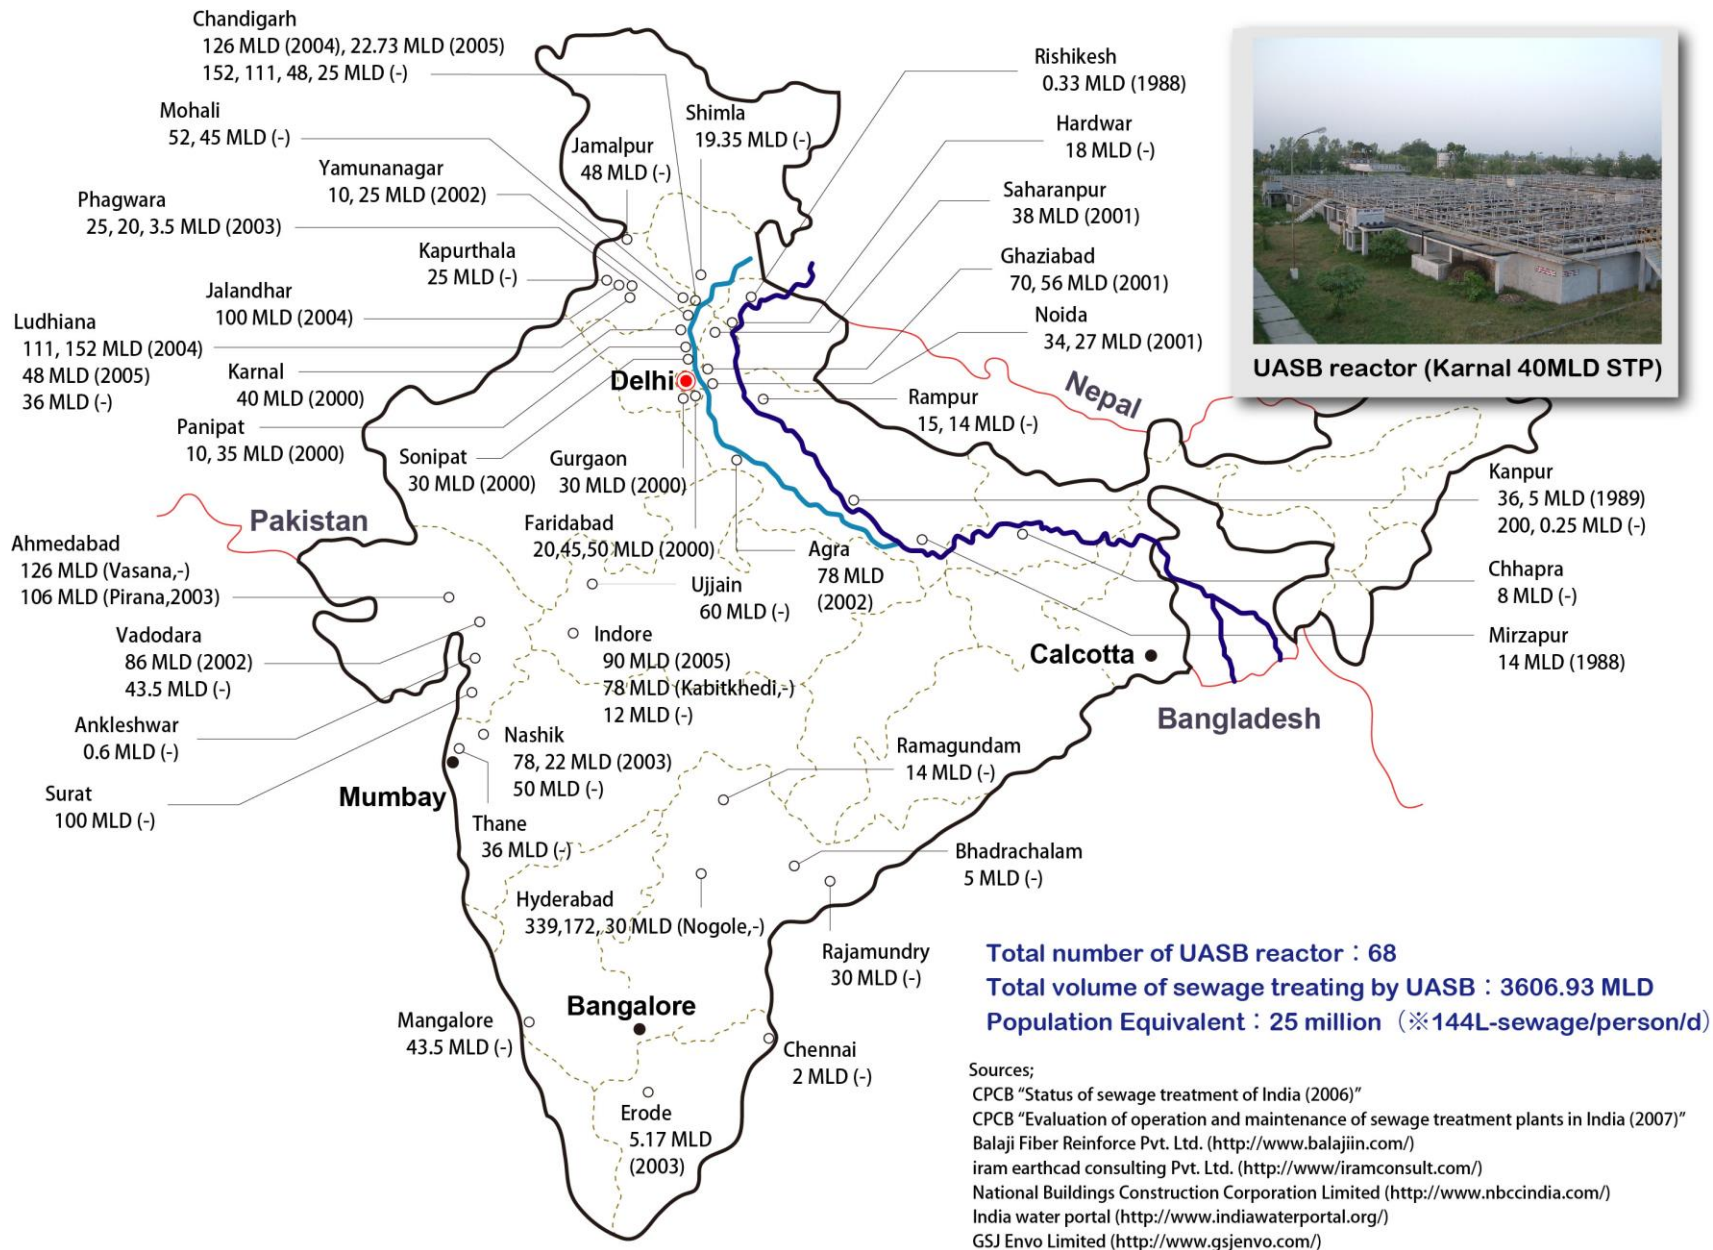 Chandigarh
126 MLD (2004), 22.73 MLD (2005)
152, 111, 48, 25 MLD (-)
Mohali
52, 45 MLD (-)
Yamunanagar
10, 25 MLD (2002)
Phagwara
25, 20, 3.5 MLD (2003)
Jamalpur
48 MLD (-)
Shimla
19.35 MLD (-)
Kapurthala
25 MLD (-)
Jalandhar
100 MLD (2004)
Ludhiana
111, 152 MLD (2004)
48 MLD (2005)
36 MLD (-)
Karnal
40 MLD (2000)
Panipat
10, 35 MLD (2000)
Sonipat
30 MLD (2000)
Delhi
Gurgaon
30 MLD (2000)
Faridabad
20,45,50 MLD (2000)
Rishikesh
0.33 MLD (1988)
Hardwar
18 MLD (-)
Saharanpur
38 MLD (2001)
Ghaziabad
70, 56 MLD (2001)
Noida
34, 27 MLD (2001)
Rampur
15, 14 MLD (-)
Nepal
UASB reactor (Karnal 40MLD STP)
Kanpur
36, 5 MLD (1989)
200, 0.25 MLD (-)
Chhapra
8 MLD (-)
Mirzapur
14 MLD (1988)
Agra
78 MLD
(2002)
Pakistan
Ahmedabad
126 MLD (Vasana,-)
106 MLD (Pirana,2003)
Vadodara
86 MLD (2002)
43.5 MLD (-)
Ankleshwar
0.6 MLD (-)
Surat
100 MLD (-)
Ujjain
60 MLD (-)
Indore
90 MLD (2005)
78 MLD (Kabitkhedi,-)
12 MLD (-)
Nashik
78, 22 MLD (2003)
50 MLD (-)
Mumbay
Thane
36 MLD (-)
Calcotta
Bangladesh
Ramagundam
14 MLD (-)
Bhadrachalam
5 MLD (-)
Hyderabad
339,172, 30 MLD (Nogole,-)
Rajamundry
30 MLD (-)
Bangalore
Mangalore
43.5 MLD (-)
Chennai
2 MLD (-)
Erode
5.17 MLD
(2003)
Total number of UASB reactor：68
Total volume of sewage treating by UASB：3606.93 MLD
Population Equivalent：25 million（※144L-sewage/person/d）
Sources;
CPCB “Status of sewage treatment of India (2006)”
CPCB “Evaluation of operation and maintenance of sewage treatment plants in India (2007)”
Balaji Fiber Reinforce Pvt. Ltd. (http://www.balajiin.com/)
iram earthcad consulting Pvt. Ltd. (http://www/iramconsult.com/)
National Buildings Construction Corporation Limited (http://www.nbccindia.com/)
India water portal (http://www.indiawaterportal.org/)
GSJ Envo Limited (http://www.gsjenvo.com/)